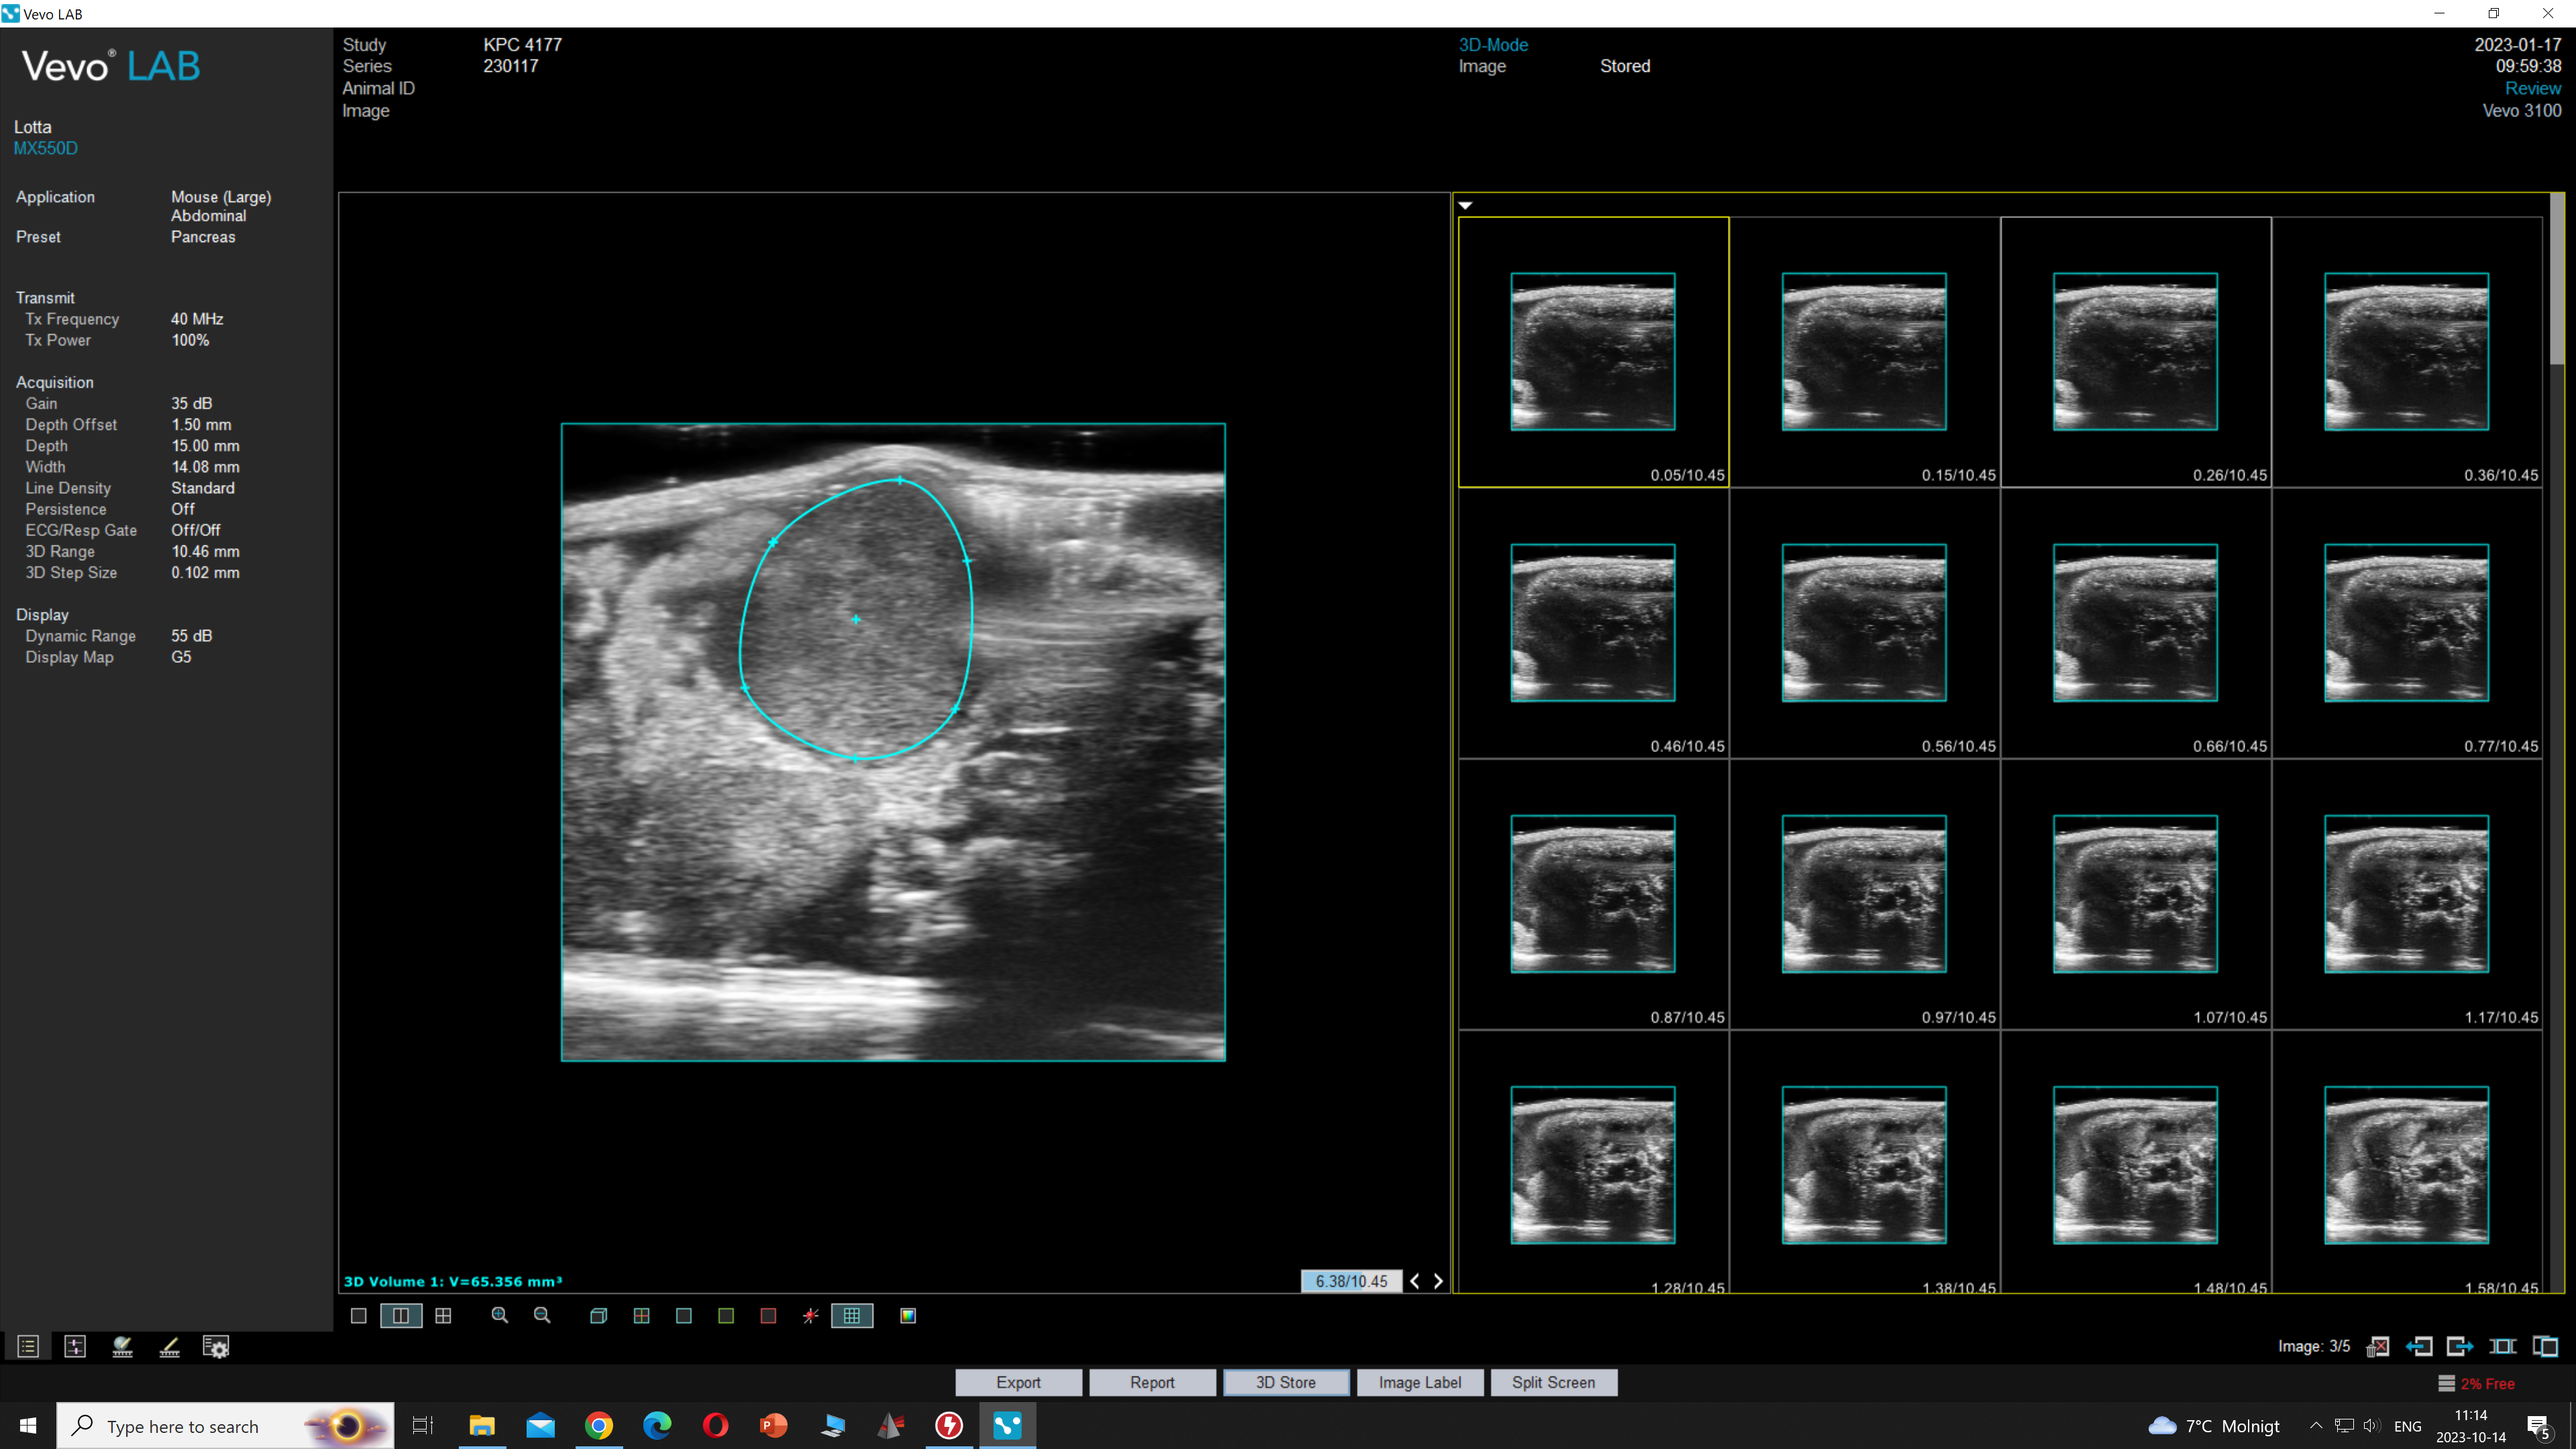 Vevo LAB
Vevo® LAB
Lotta
MX550D
Application Mouse (Large)
Abdominal
Preset Pancreas
Transmit
Tx Frequency 40 MHz
Tx Power 100%
Acquisition
Gain 35 dB
Depth Offset 1.50 mm
Depth 15.00 mm
Width 14.08 mm
Line Density Standard
Persistence Off
ECG/Resp Gate Off/Off
3D Range 10.46 mm
3D Step Size 0.102 mm
Display
Dynamic Range 55 dB
Display Map G5
Study KPC 4177
Series 230117
Animal ID
Image
3D-Mode
Image Stored
2023-01-17
09:59:38
Review
Vevo 3100
3D Volume 1: V=65.356 mm³
6.38/10.45
0.05/10.45 0.15/10.45 0.26/10.45 0.36/10.45
0.46/10.45 0.56/10.45 0.66/10.45 0.77/10.45
0.87/10.45 0.97/10.45 1.07/10.45 1.17/10.45
1.28/10.45 1.38/10.45 1.48/10.45 1.58/10.45
Image: 3/5
Export Report 3D Store Image Label Split Screen
2% Free
Type here to search
7°C Molnigt
ENG
11:14
2023-10-14
5